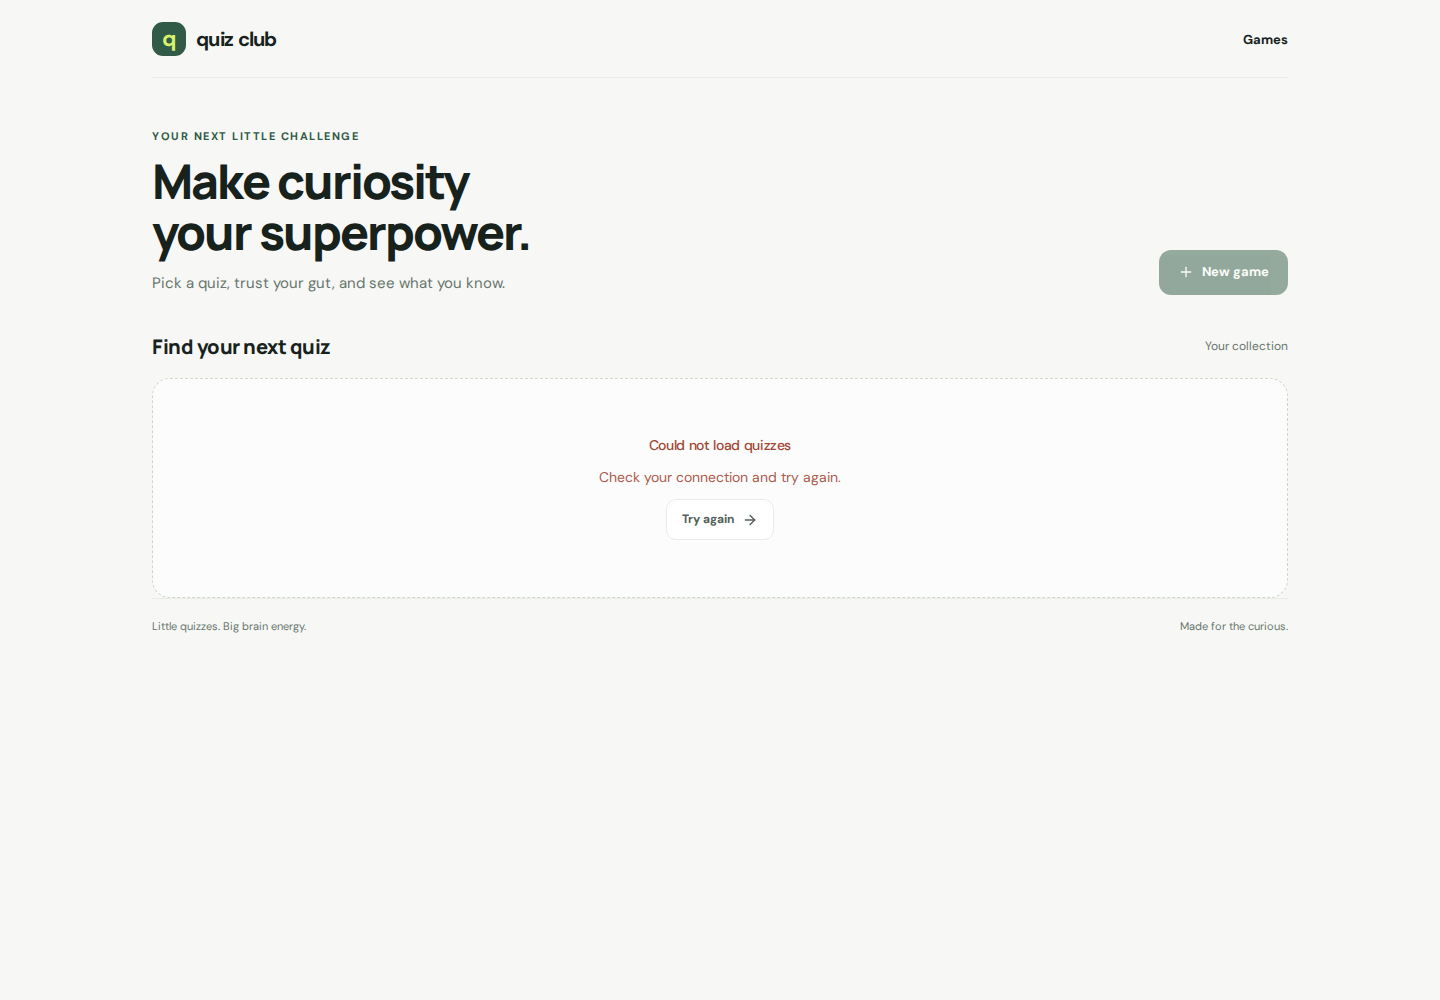 q quiz club
Games
YOUR NEXT LITTLE CHALLENGE
Make curiosity
your superpower.
Pick a quiz, trust your gut, and see what you know.
New game
Find your next quiz
Your collection
Could not load quizzes
Check your connection and try again.
Try again
Little quizzes. Big brain energy.
Made for the curious.